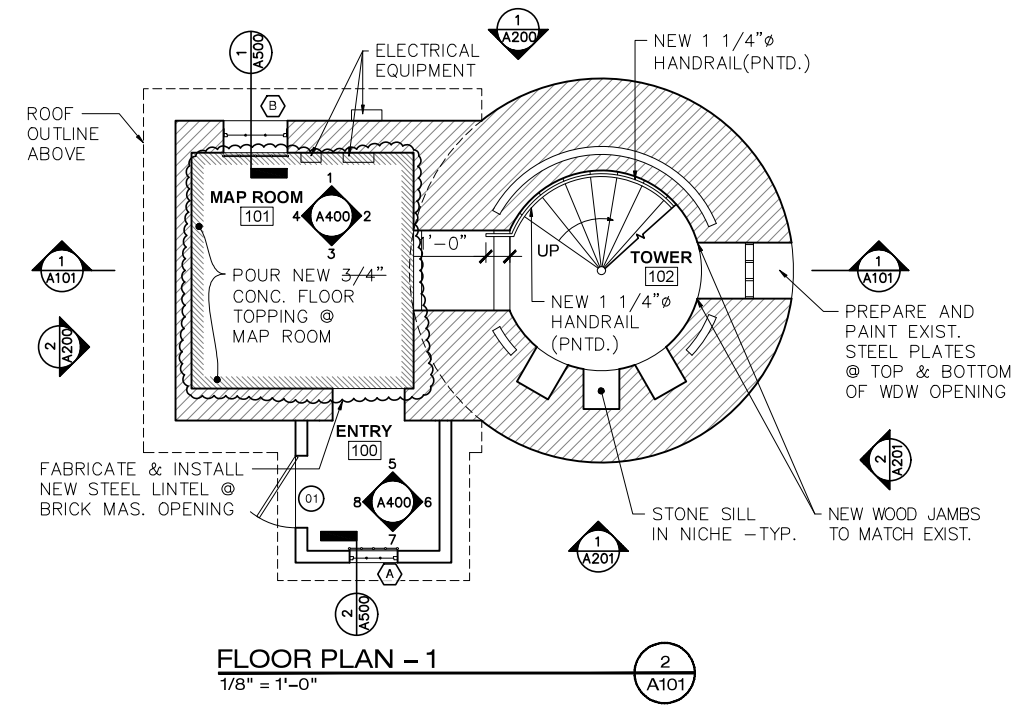 1
A200
1
A500
ELECTRICAL
EQUIPMENT
NEW 1 1/4"ø
HANDRAIL(PNTD.)
B
ROOF
OUTLINE
ABOVE
MAP ROOM
101
1
4 A400 2
3
1'-0"
UP
TOWER
102
1
A101
1
A101
POUR NEW 3/4"
CONC. FLOOR
TOPPING @
MAP ROOM
NEW 1 1/4"ø
HANDRAIL
(PNTD.)
PREPARE AND
PAINT EXIST.
STEEL PLATES
@ TOP & BOTTOM
OF WDW OPENING
2
A200
ENTRY
100
2
A201
FABRICATE & INSTALL
NEW STEEL LINTEL @
BRICK MAS. OPENING
01
5
8 A400 6
7
STONE SILL
IN NICHE -TYP.
NEW WOOD JAMBS
TO MATCH EXIST.
1
A201
A
2
A500
FLOOR PLAN - 1
1/8" = 1'-0"
2
A101